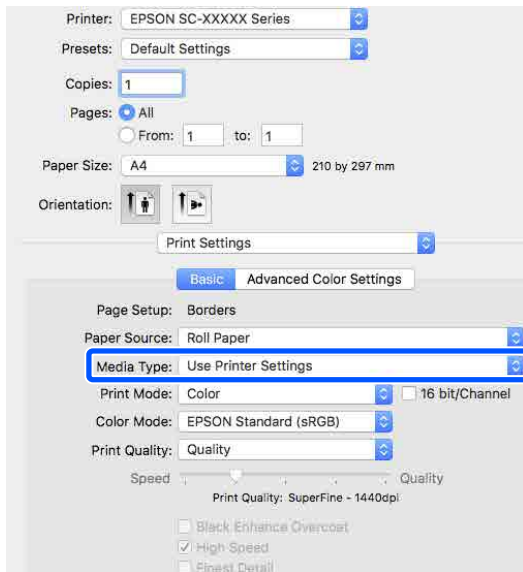 Printer: EPSON SC-XXXXX Series
Presets: Default Settings
Copies: 1
Pages: All
From: 1 to: 1
Paper Size: A4 210 by 297 mm
Orientation:
Print Settings
Basic Advanced Color Settings
Page Setup: Borders
Paper Source: Roll Paper
Media Type: Use Printer Settings
Print Mode: Color 16 bit/Channel
Color Mode: EPSON Standard (sRGB)
Print Quality: Quality
Speed Quality
Print Quality: SuperFine - 1440dpi
Black Enhance Overcoat
High Speed
Finest Detail